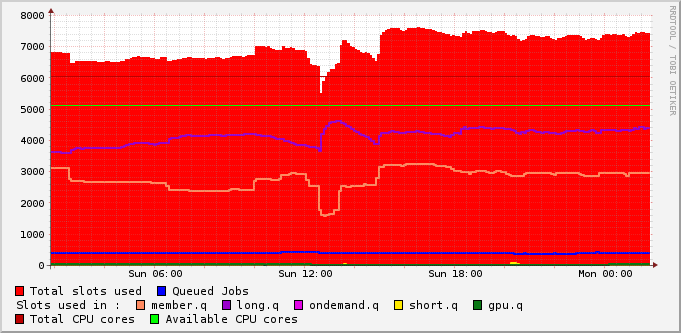 8000
7000
6000
5000
4000
3000
2000
1000
0
Sun 06:00 Sun 12:00 Sun 18:00 Mon 00:00
Total slots used Queued Jobs
Slots used in : member.q long.q ondemand.q short.q gpu.q
Total CPU cores Available CPU cores
RRDTOOL / TOBI OETIKER